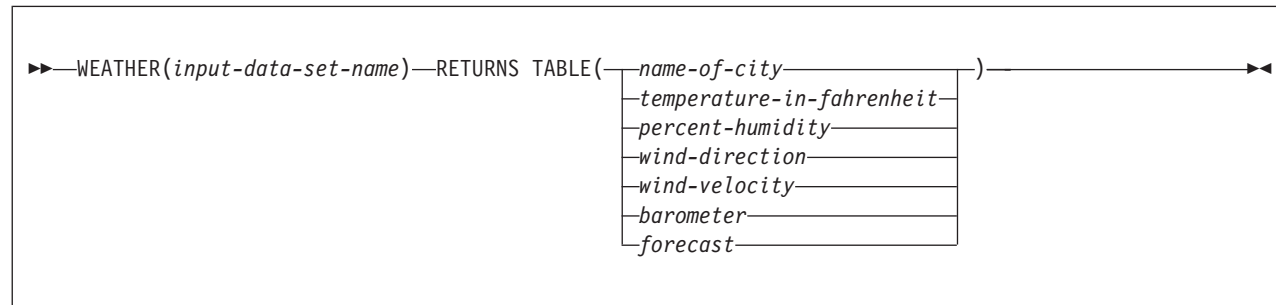 WEATHER(input-data-set-name) RETURNS TABLE( name-of-city )
temperature-in-fahrenheit
percent-humidity
wind-direction
wind-velocity
barometer
forecast